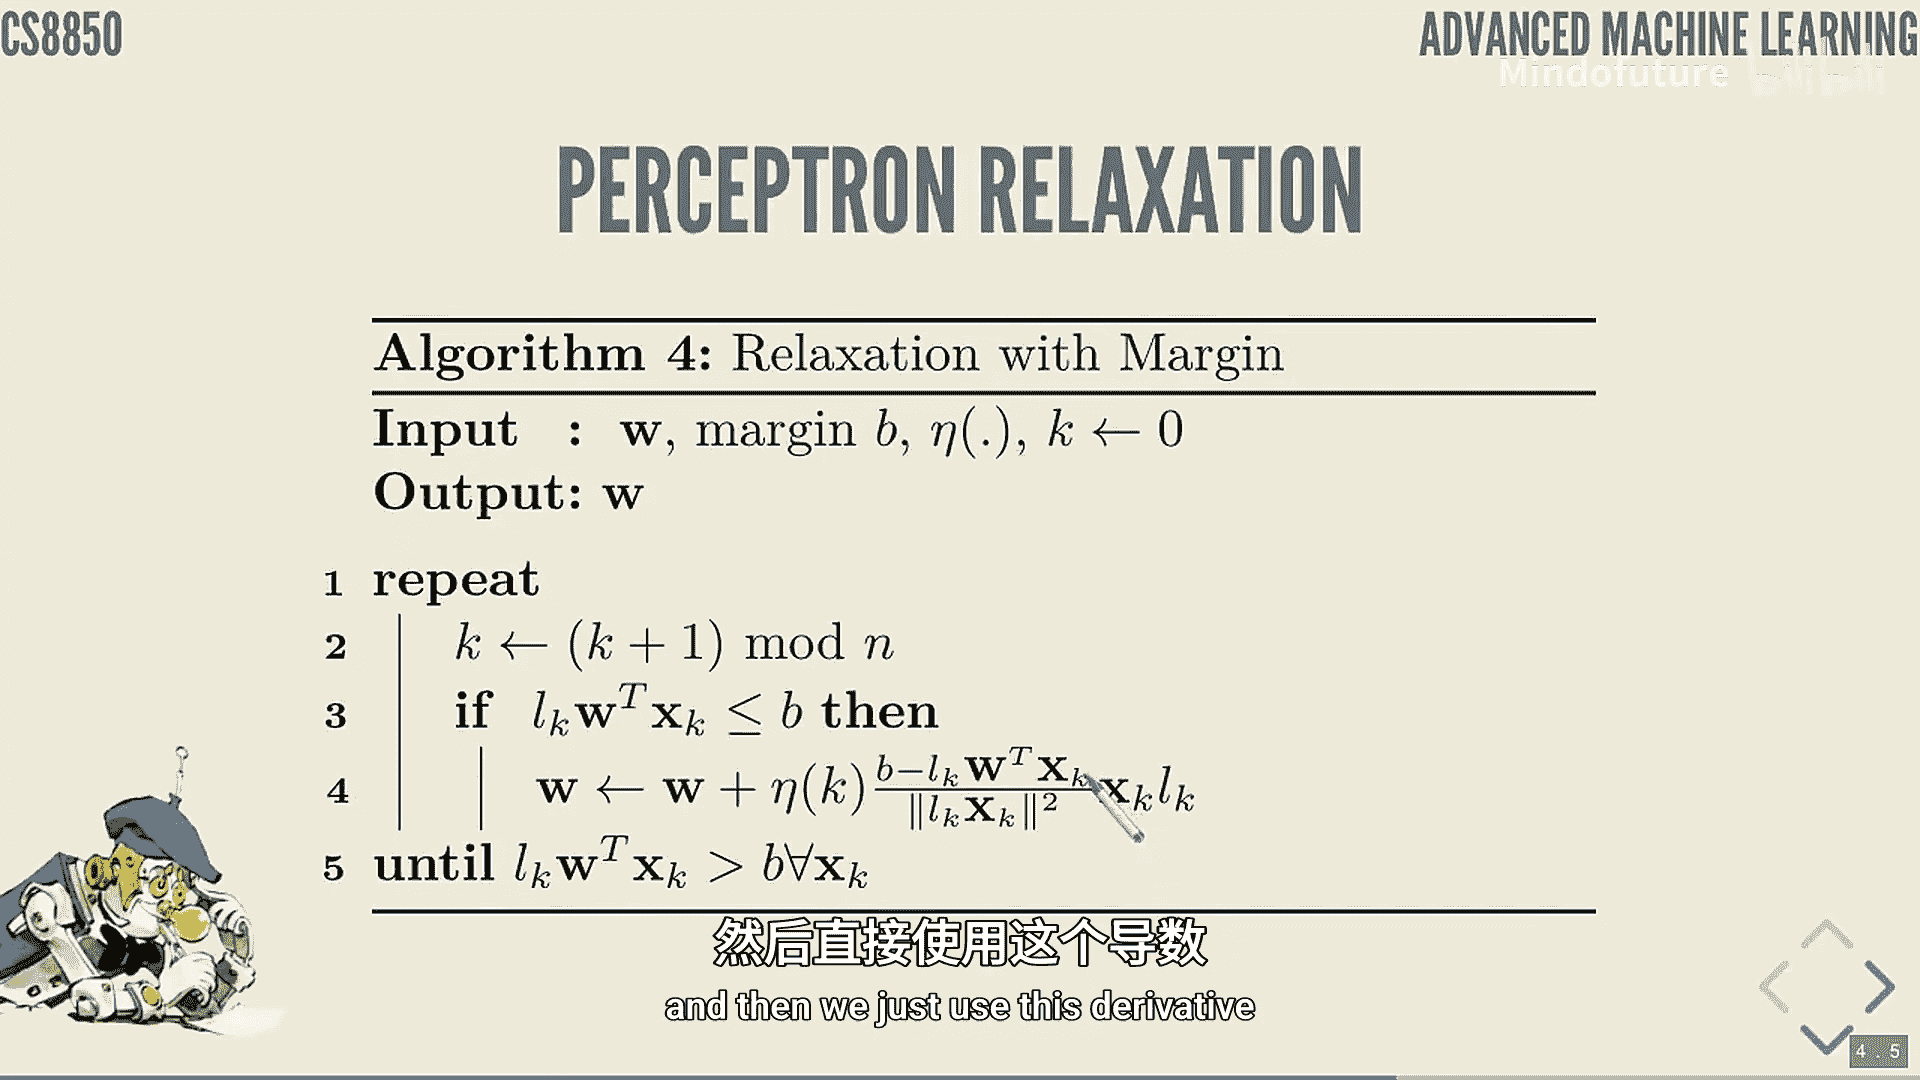 CS8850
ADVANCED MACHINE LEARNING
Mindofuture
PERCEPTRON RELAXATION
Algorithm 4: Relaxation with Margin
Input : w, margin b, η(.), k ← 0
Output: w
1 repeat
2 k ← (k + 1) mod n
3 if l_k w^T x_k ≤ b then
4 w ← w + η(k) \frac{b − l_k w^T x_k}{‖l_k x_k‖^2} x_k l_k
5 until l_k w^T x_k > b∀x_k
然后直接使用这个导数
and then we just use this derivative
4.5